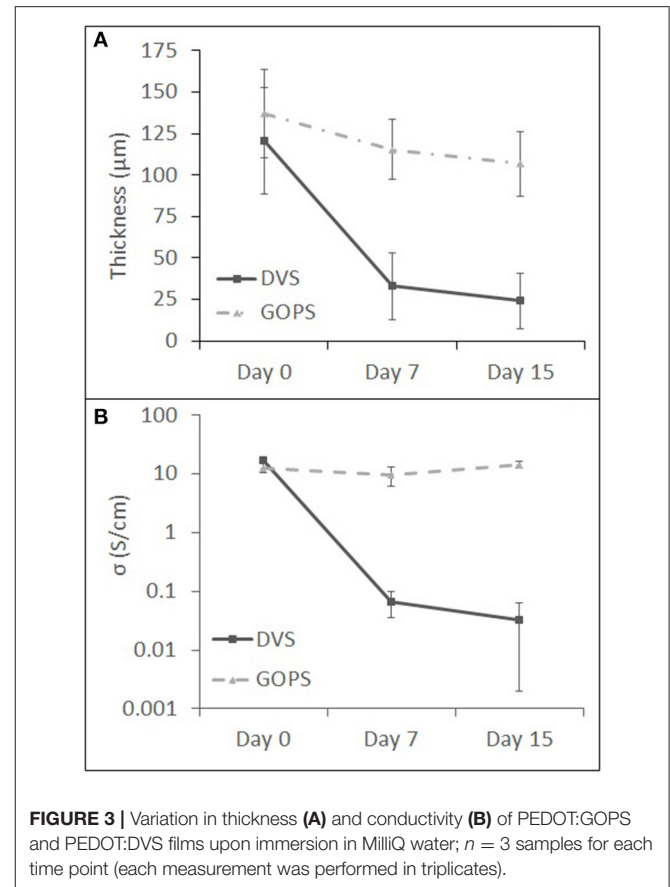 A
175
150
125
100
75
50
25
0
Thickness (µm)
DVS
GOPS
Day 0 Day 7 Day 15
B
100
10
1
0.1
0.01
0.001
σ (S/cm)
DVS
GOPS
Day 0 Day 7 Day 15
FIGURE 3 | Variation in thickness (A) and conductivity (B) of PEDOT:GOPS
and PEDOT:DVS films upon immersion in MilliQ water; n = 3 samples for each
time point (each measurement was performed in triplicates).